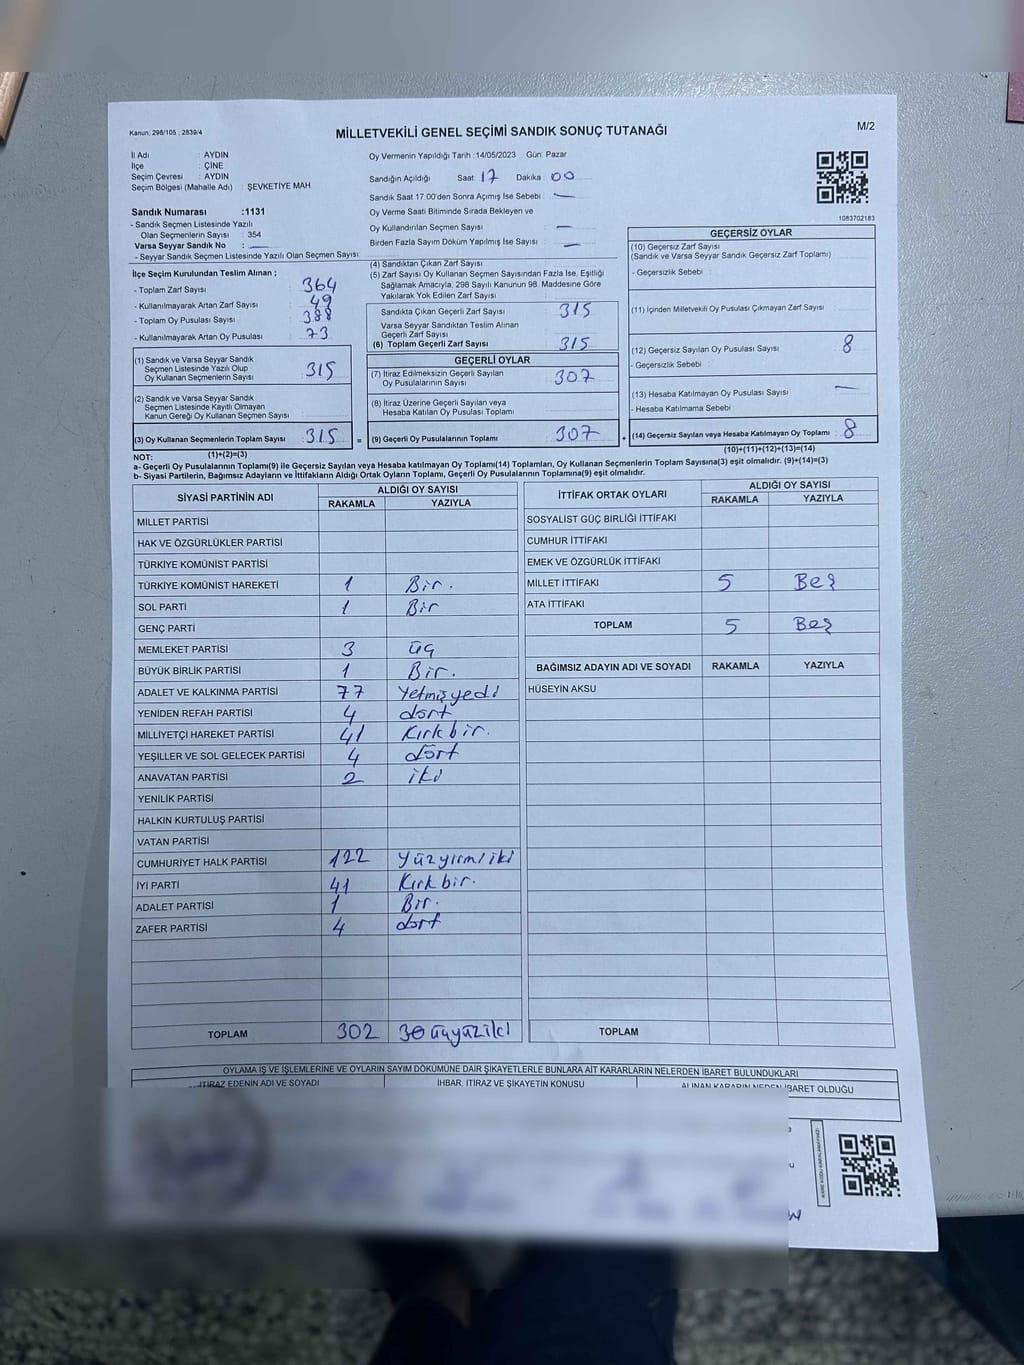 Kanun: 298/105 , 2839/4
MİLLETVEKİLİ GENEL SEÇİMİ SANDIK SONUÇ TUTANAĞI
M/2
İl Adı : AYDIN
İlçe : ÇİNE
Seçim Çevresi : AYDIN
Seçim Bölgesi (Mahalle Adı) : ŞEVKETİYE MAH.
Sandık Numarası :1131
- Sandık Seçmen Listesinde Yazılı
Olan Seçmenlerin Sayısı : 354
Varsa Seyyar Sandık No : —
- Seyyar Sandık Seçmen Listesinde Yazılı Olan Seçmen Sayısı:
Oy Vermenin Yapıldığı Tarih :14/05/2023 Gün: Pazar
Sandığın Açıldığı Saat: 17 Dakika: 00
Sandık Saat 17.00'den Sonra Açımış İse Sebebi : —
Oy Verme Saati Bitiminde Sırada Bekleyen ve
Oy Kullandırılan Seçmen Sayısı : —
Birden Fazla Sayım Döküm Yapılmış İse Sayısı : —
1083702183
İlçe Seçim Kurulundan Teslim Alınan ;
- Toplam Zarf Sayısı : 364
- Kullanılmayarak Artan Zarf Sayısı : 49
- Toplam Oy Pusulası Sayısı : 388
- Kullanılmayarak Artan Oy Pusulası : 73
(1) Sandık ve Varsa Seyyar Sandık
Seçmen Listesinde Yazılı Olup
Oy Kullanan Seçmenlerin Sayısı : 315
(2) Sandık ve Varsa Seyyar Sandık
Seçmen Listesinde Kayıtlı Olmayan
Kanun Gereği Oy Kullanan Seçmen Sayısı :
(3) Oy Kullanan Seçmenlerin Toplam Sayısı : 315 =
(1)+(2)=(3)
(4) Sandıktan Çıkan Zarf Sayısı
(5) Zarf Sayısı Oy Kullanan Seçmen Sayısından Fazla İse, Eşitliği
Sağlamak Amacıyla, 298 Sayılı Kanunun 98. Maddesine Göre
Yakılarak Yok Edilen Zarf Sayısı :
Sandıkta Çıkan Geçerli Zarf Sayısı : 315
Varsa Seyyar Sandıktan Teslim Alınan
Geçerli Zarf Sayısı :
(6) Toplam Geçerli Zarf Sayısı : 315
GEÇERLİ OYLAR
(7) İtiraz Edilmeksizin Geçerli Sayılan
Oy Pusulalarının Sayısı : 307
(8) İtiraz Üzerine Geçerli Sayılan veya
Hesaba Katılan Oy Pusulası Toplamı :
(9) Geçerli Oy Pusulalarının Toplamı : 307 +
GEÇERSİZ OYLAR
(10) Geçersiz Zarf Sayısı
(Sandık ve Varsa Seyyar Sandık Geçersiz Zarf Toplamı) :
- Geçersizlik Sebebi :
(11) İçinden Milletvekili Oy Pusulası Çıkmayan Zarf Sayısı :
(12) Geçersiz Sayılan Oy Pusulası Sayısı : 8
- Geçersizlik Sebebi :
(13) Hesaba Katılmayan Oy Pusulası Sayısı : —
- Hesaba Katılmama Sebebi :
(14) Geçersiz Sayılan veya Hesaba Katılmayan Oy Toplamı : 8
(10)+(11)+(12)+(13)=(14)
NOT:
a- Geçerli Oy Pusulalarının Toplamı(9) ile Geçersiz Sayılan veya Hesaba katılmayan Oy Toplamı(14) Toplamları, Oy Kullanan Seçmenlerin Toplam Sayısına(3) eşit olmalıdır. (9)+(14)=(3)
b- Siyasi Partilerin, Bağımsız Adayların ve İttifakların Aldığı Ortak Oyların Toplamı, Geçerli Oy Pusulalarının Toplamına(9) eşit olmalıdır.
SİYASİ PARTİNİN ADI ALDIĞI OY SAYISI
RAKAMLA YAZIYLA
MİLLET PARTİSİ
HAK VE ÖZGÜRLÜKLER PARTİSİ
TÜRKİYE KOMÜNİST PARTİSİ
TÜRKİYE KOMÜNİST HAREKETİ 1 Bir.
SOL PARTİ 1 Bir
GENÇ PARTİ
MEMLEKET PARTİSİ 3 üç
BÜYÜK BİRLİK PARTİSİ 1 Bir.
ADALET VE KALKINMA PARTİSİ 77 Yetmişyedi
YENİDEN REFAH PARTİSİ 4 dört
MİLLİYETÇİ HAREKET PARTİSİ 41 Kırkbir.
YEŞİLLER VE SOL GELECEK PARTİSİ 4 dört
ANAVATAN PARTİSİ 2 iki
YENİLİK PARTİSİ
HALKIN KURTULUŞ PARTİSİ
VATAN PARTİSİ
CUMHURİYET HALK PARTİSİ 122 yüzyirmiiki
İYİ PARTİ 41 Kırkbir.
ADALET PARTİSİ 1 Bir.
ZAFER PARTİSİ 4 dört
TOPLAM 302 30 üçyüziki
İTTİFAK ORTAK OYLARI ALDIĞI OY SAYISI
RAKAMLA YAZIYLA
SOSYALİST GÜÇ BİRLİĞİ İTTİFAKI
CUMHUR İTTİFAKI
EMEK VE ÖZGÜRLÜK İTTİFAKI
MİLLET İTTİFAKI 5 Beş
ATA İTTİFAKI
TOPLAM 5 Beş
BAĞIMSIZ ADAYIN ADI VE SOYADI RAKAMLA YAZIYLA
HÜSEYİN AKSU
TOPLAM
OYLAMA İŞ VE İŞLEMLERİNE VE OYLARIN SAYIM DÖKÜMÜNE DAİR ŞİKAYETLERLE BUNLARA AİT KARARLARIN NELERDEN İBARET BULUNDUKLARI
İTİRAZ EDENİN ADI VE SOYADI İHBAR, İTİRAZ VE ŞİKAYETİN KONUSU ALINAN KARARIN NEDEN İBARET OLDUĞU